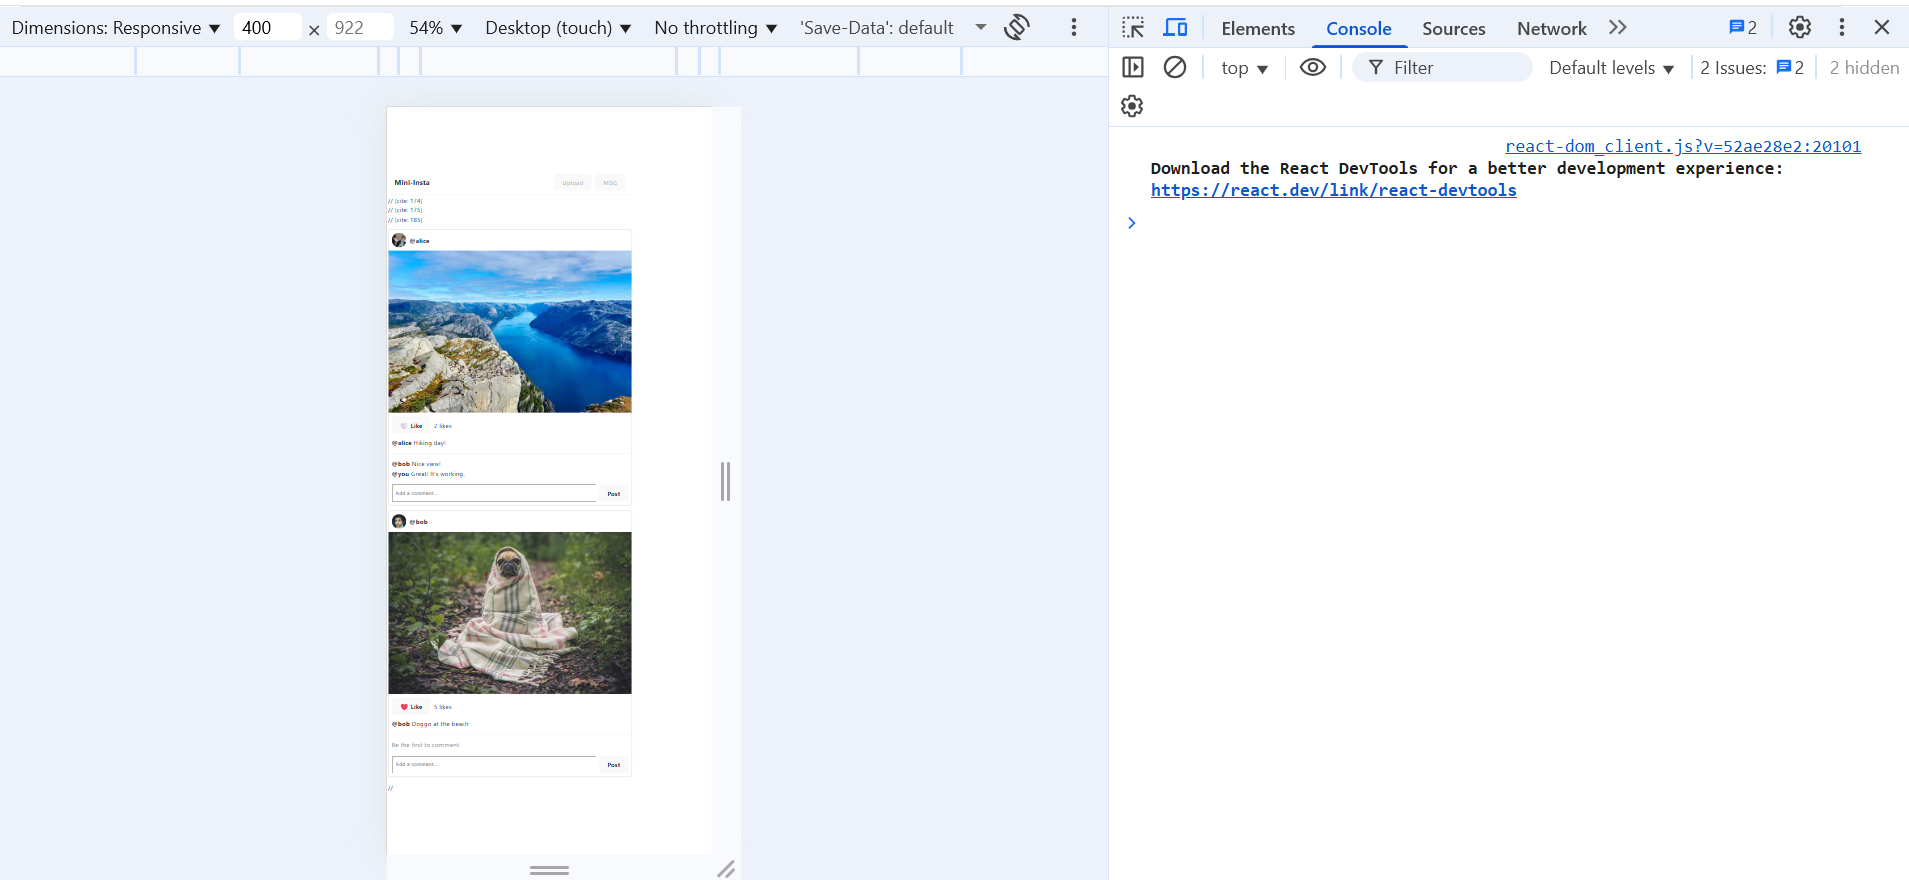 Dimensions: Responsive ▼ 400 × 922 54% ▼ Desktop (touch) ▼ No throttling ▼ 'Save-Data': default
Elements Console Sources Network 2
top ▼ Filter Default levels ▼ 2 Issues: 2 2 hidden
react-dom_client.js?v=52ae28e2:20101
Download the React DevTools for a better development experience:
https://react.dev/link/react-devtools
Mini-Insta Upload MSG
// [cite: 174]
// [cite: 175]
// [cite: 185]
@alice
Like 2 likes
@alice Hiking day!
@bob Nice view!
@you Great! It's working.
Add a comment... Post
@bob
Like 5 likes
@bob Doggo at the beach
Be the first to comment.
Add a comment... Post
//